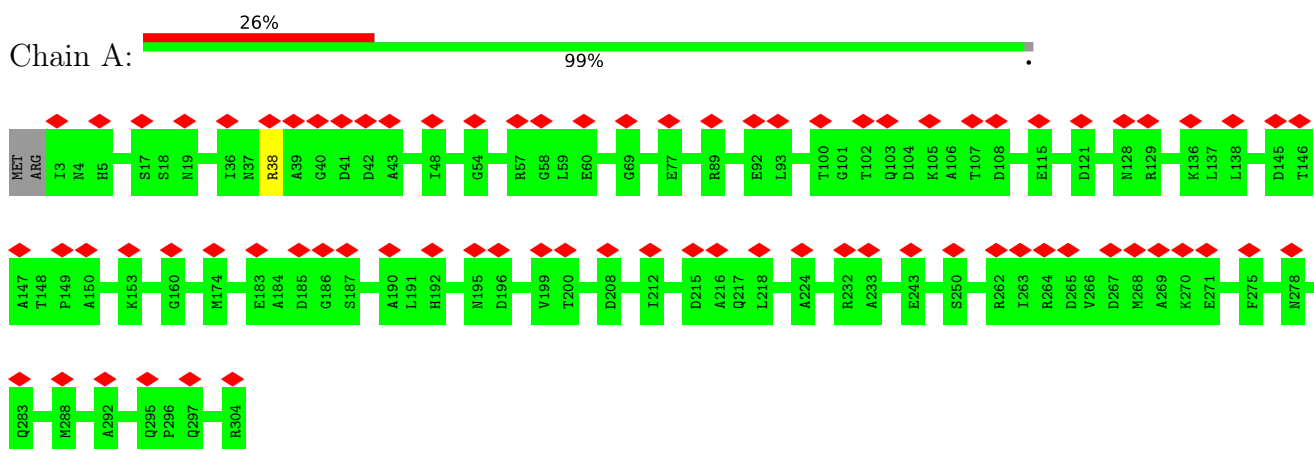 26%
Chain A:
99%
.
MET ARG I3 N4 H5 S17 S18 N19 I36 N37 R38 A39 G40 D41 D42 A43 I48 G54 R57 G58 L59 E60 G69 E77 R89 E92 L93 T100 G101 T102 Q103 D104 K105 A106 T107 D108 E115 D121 N128 R129 K136 L137 L138 D145 T146
A147 T148 P149 A150 K153 G160 M174 E183 A184 D185 G186 S187 A190 L191 H192 N195 D196 V199 T200 D208 I212 D215 A216 Q217 L218 A224 R232 A233 E243 S250 R262 I263 R264 D265 V266 D267 M268 A269 K270 E271 F275 N278
Q283 M288 A292 Q295 P296 Q297 R304